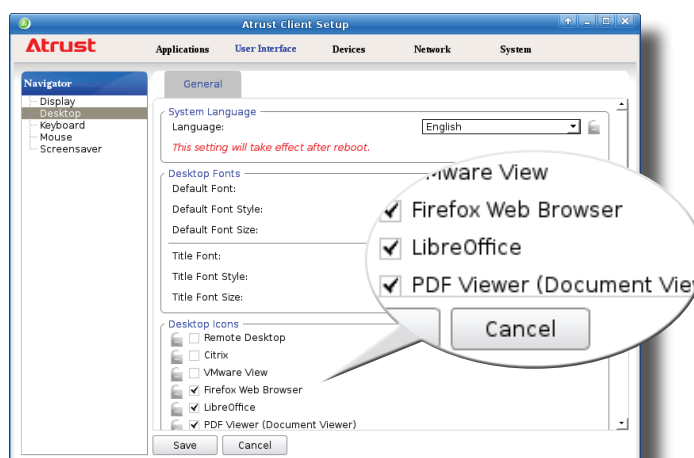 Atrust Client Setup
Atrust
Applications User Interface Devices Network System
Navigator
Display
Desktop
Keyboard
Mouse
Screensaver
General
System Language
Language: English
This setting will take effect after reboot.
Desktop Fonts
Default Font:
Default Font Style:
Default Font Size:
Title Font:
Title Font Style:
Title Font Size:
Desktop Icons
Remote Desktop
Citrix
VMware View
Firefox Web Browser
LibreOffice
PDF Viewer (Document Viewer)
Save Cancel
VMware View
Firefox Web Browser
LibreOffice
PDF Viewer (Document Vie
Cancel